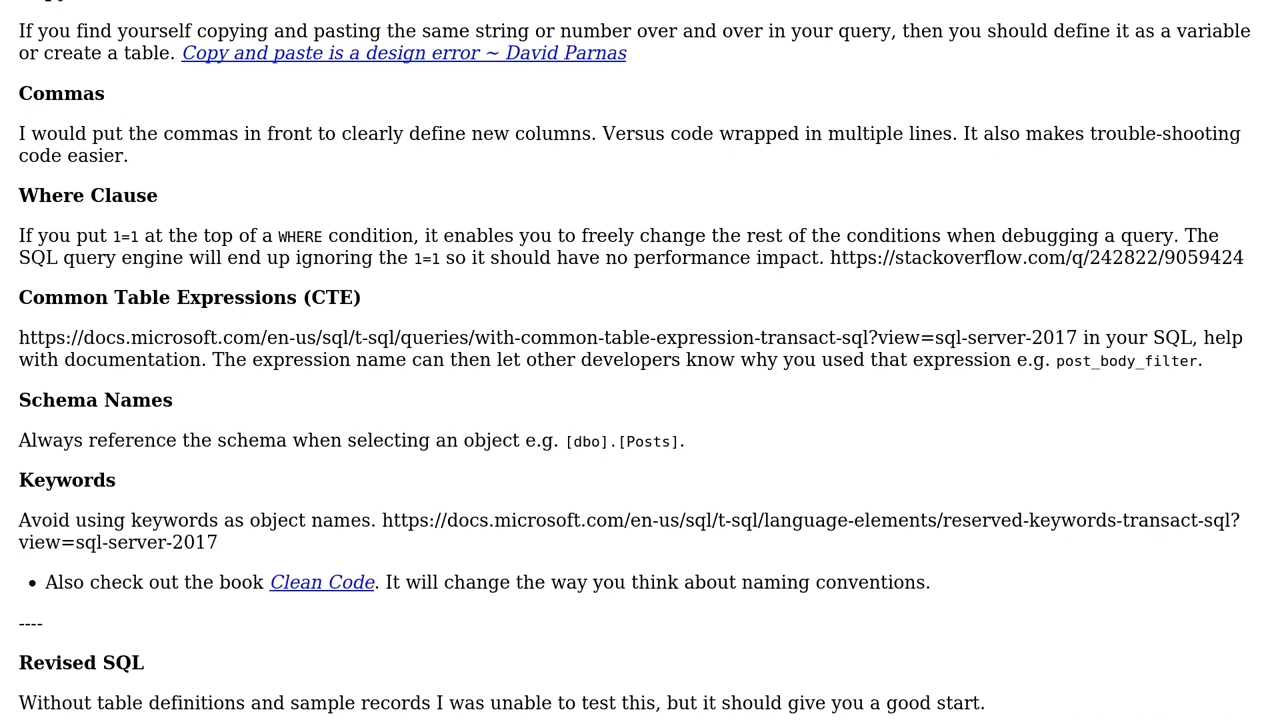 If you find yourself copying and pasting the same string or number over and over in your query, then you should define it as a variable
or create a table. Copy and paste is a design error ~ David Parnas
Commas
I would put the commas in front to clearly define new columns. Versus code wrapped in multiple lines. It also makes trouble-shooting
code easier.
Where Clause
If you put 1=1 at the top of a WHERE condition, it enables you to freely change the rest of the conditions when debugging a query. The
SQL query engine will end up ignoring the 1=1 so it should have no performance impact. https://stackoverflow.com/q/242822/9059424
Common Table Expressions (CTE)
https://docs.microsoft.com/en-us/sql/t-sql/queries/with-common-table-expression-transact-sql?view=sql-server-2017 in your SQL, help
with documentation. The expression name can then let other developers know why you used that expression e.g. post_body_filter.
Schema Names
Always reference the schema when selecting an object e.g. [dbo].[Posts].
Keywords
Avoid using keywords as object names. https://docs.microsoft.com/en-us/sql/t-sql/language-elements/reserved-keywords-transact-sql?
view=sql-server-2017
• Also check out the book Clean Code. It will change the way you think about naming conventions.
----
Revised SQL
Without table definitions and sample records I was unable to test this, but it should give you a good start.